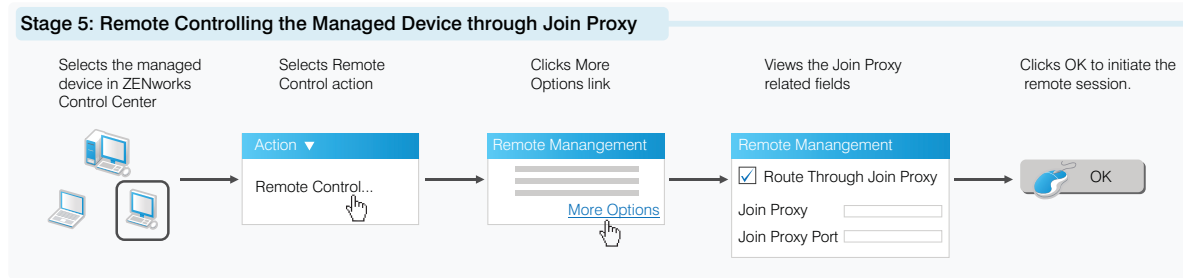 Stage 5: Remote Controlling the Managed Device through Join Proxy
Selects the managed
device in ZENworks
Control Center
Selects Remote
Control action
Clicks More
Options link
Views the Join Proxy
related fields
Clicks OK to initiate the
remote session.
Action ▼
Remote Control...
Remote Manangement
More Options
Remote Manangement
Route Through Join Proxy
Join Proxy
Join Proxy Port
OK